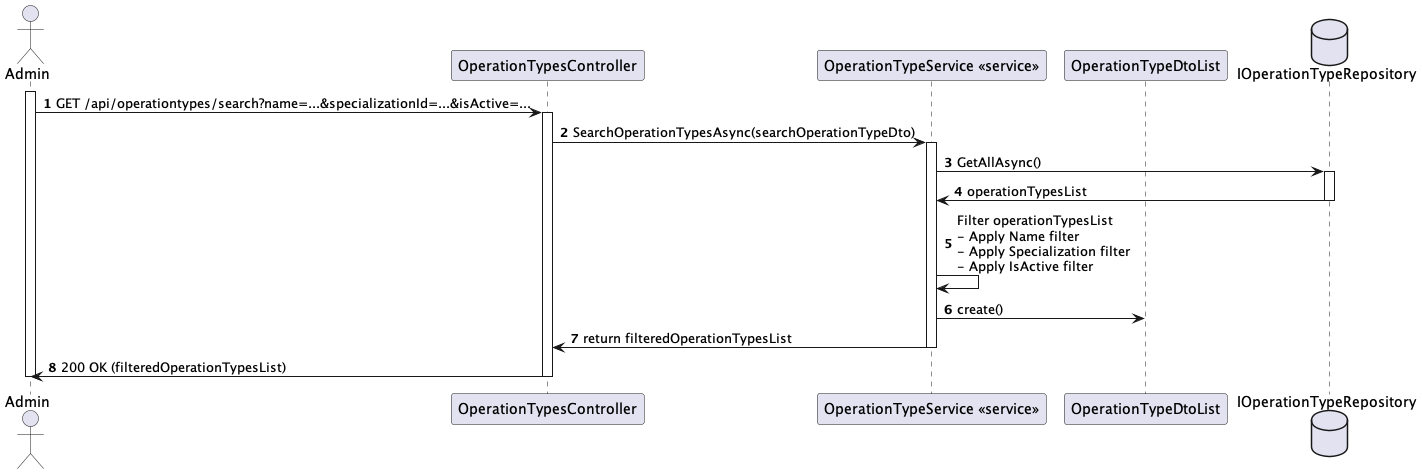 Admin
OperationTypesController
OperationTypeService «service»
OperationTypeDtoList
IOperationTypeRepository
1 GET /api/operationtypes/search?name=...&specializationId=...&isActive=...
2 SearchOperationTypesAsync(searchOperationTypeDto)
3 GetAllAsync()
4 operationTypesList
Filter operationTypesList
- Apply Name filter
5
- Apply Specialization filter
- Apply IsActive filter
6 create()
7 return filteredOperationTypesList
8 200 OK (filteredOperationTypesList)
Admin
OperationTypesController
OperationTypeService «service»
OperationTypeDtoList
IOperationTypeRepository